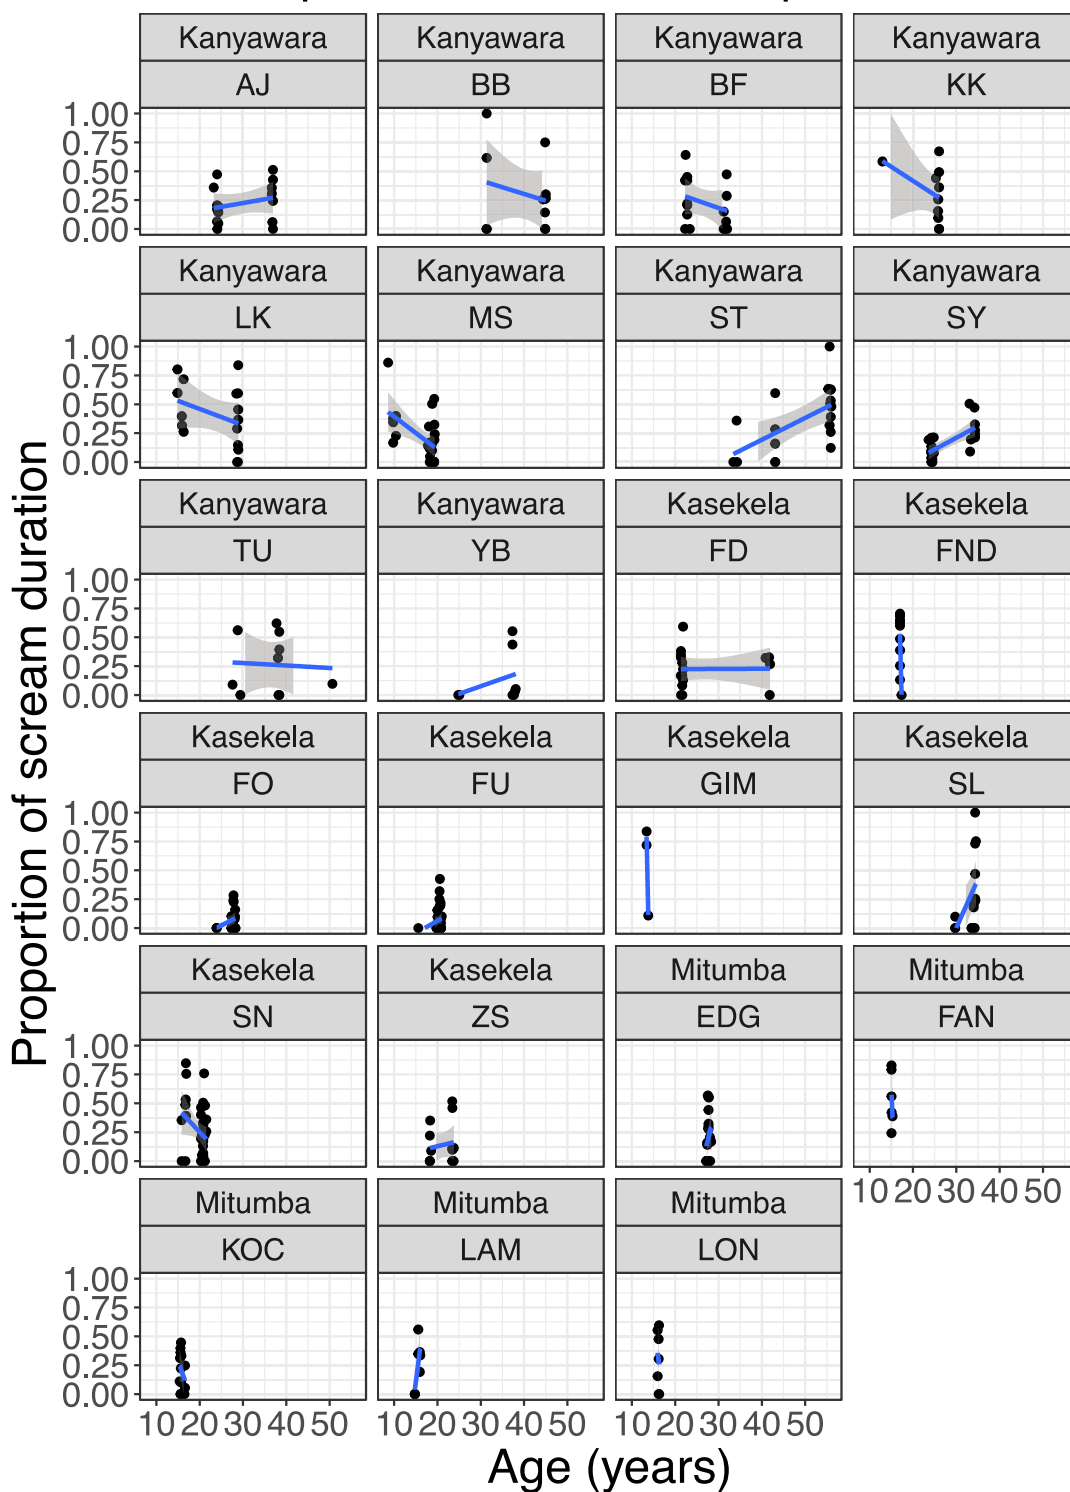 Kanyawara Kanyawara Kanyawara Kanyawara
AJ BB BF KK
1.00
0.75
0.50
0.25
0.00
Kanyawara Kanyawara Kanyawara Kanyawara
LK MS ST SY
1.00
0.75
0.50
0.25
0.00
Kanyawara Kanyawara Kasekela Kasekela
TU YB FD FND
1.00
0.75
0.50
0.25
0.00
Kasekela Kasekela Kasekela Kasekela
FO FU GIM SL
1.00
0.75
0.50
0.25
0.00
Kasekela Kasekela Mitumba Mitumba
SN ZS EDG FAN
1.00
0.75
0.50
0.25
0.00
10 20 30 40 50
Mitumba Mitumba Mitumba
KOC LAM LON
1.00
0.75
0.50
0.25
0.00
10 20 30 40 50 10 20 30 40 50 10 20 30 40 50
Age (years)
Proportion of scream duration